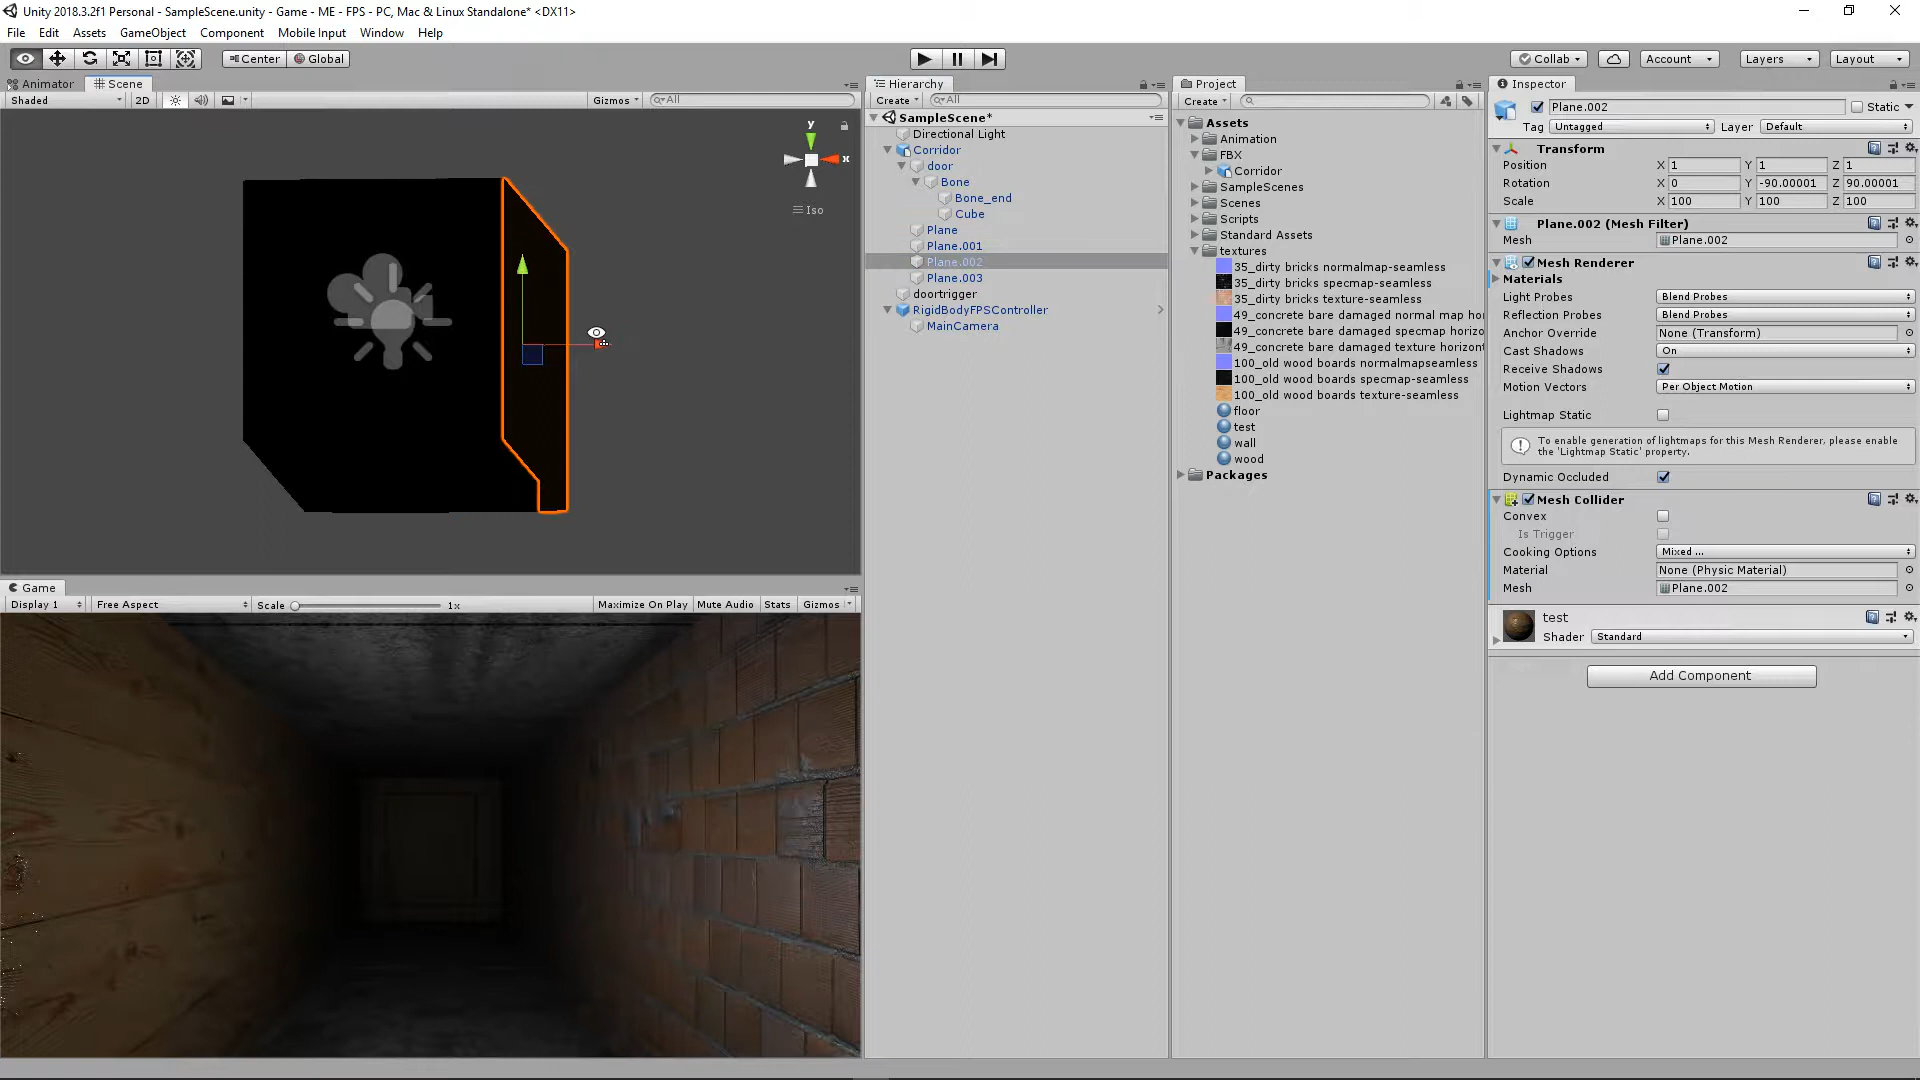 Unity 2018.3.2f1 Personal - SampleScene.unity - Game - ME - FPS - PC, Mac & Linux Standalone* <DX11>
File Edit Assets GameObject Component Mobile Input Window Help
Center Global Collab Account Layers Layout
Animator Scene
Shaded 2D Gizmos All
y
x
Iso
Game
Display 1 Free Aspect Scale 1x Maximize On Play Mute Audio Stats Gizmos
Hierarchy
Create All
SampleScene*
Directional Light
Corridor
door
Bone
Bone_end
Cube
Plane
Plane.001
Plane.002
Plane.003
doortrigger
RigidBodyFPSController
MainCamera
Project
Create
Assets
Animation
FBX
Corridor
SampleScenes
Scenes
Scripts
Standard Assets
textures
35_dirty bricks normalmap-seamless
35_dirty bricks specmap-seamless
35_dirty bricks texture-seamless
49_concrete bare damaged normal map hor
49_concrete bare damaged specmap horizo
49_concrete bare damaged texture horizont
100_old wood boards normalmapseamless
100_old wood boards specmap-seamless
100_old wood boards texture-seamless
floor
test
wall
wood
Packages
Inspector
Plane.002 Static
Tag Untagged Layer Default
Transform
Position X 1 Y 1 Z 1
Rotation X 0 Y -90.00001 Z 90.00001
Scale X 100 Y 100 Z 100
Plane.002 (Mesh Filter)
Mesh Plane.002
Mesh Renderer
Materials
Light Probes Blend Probes
Reflection Probes Blend Probes
Anchor Override None (Transform)
Cast Shadows On
Receive Shadows
Motion Vectors Per Object Motion
Lightmap Static
To enable generation of lightmaps for this Mesh Renderer, please enable
the 'Lightmap Static' property.
Dynamic Occluded
Mesh Collider
Convex
Is Trigger
Cooking Options Mixed ...
Material None (Physic Material)
Mesh Plane.002
test
Shader Standard
Add Component